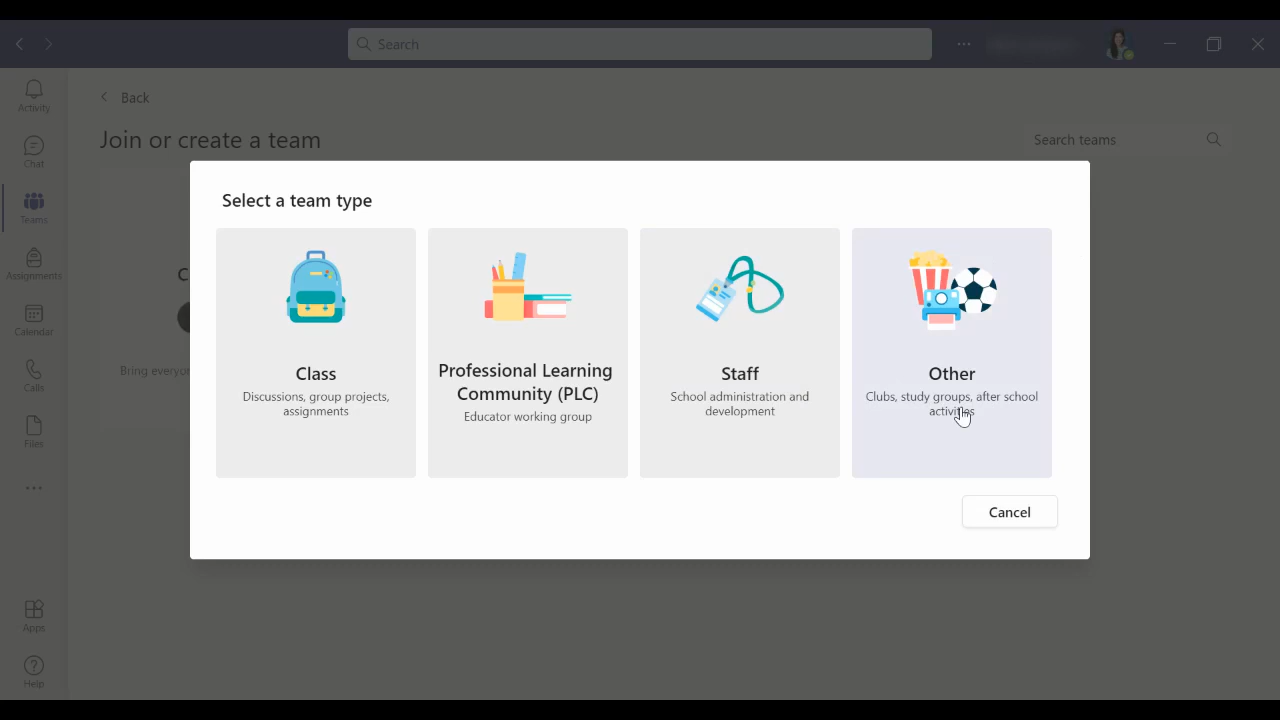 Search
Activity
Chat
Teams
Assignments
Calendar
Calls
Files
Apps
Help
Back
Join or create a team
Search teams
C
Bring everyo
Select a team type
Class
Discussions, group projects,
assignments
Professional Learning
Community (PLC)
Educator working group
Staff
School administration and
development
Other
Clubs, study groups, after school
activities
Cancel